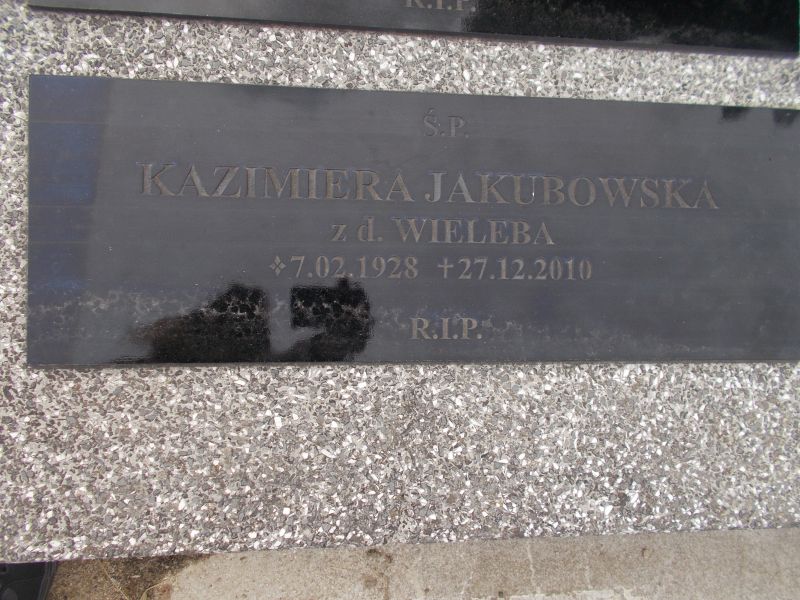 R.I.P.
Ś.P.
KAZIMIERA JAKUBOWSKA
z d. WIELEBA
✥7.02.1928 ✝27.12.2010
R.I.P.